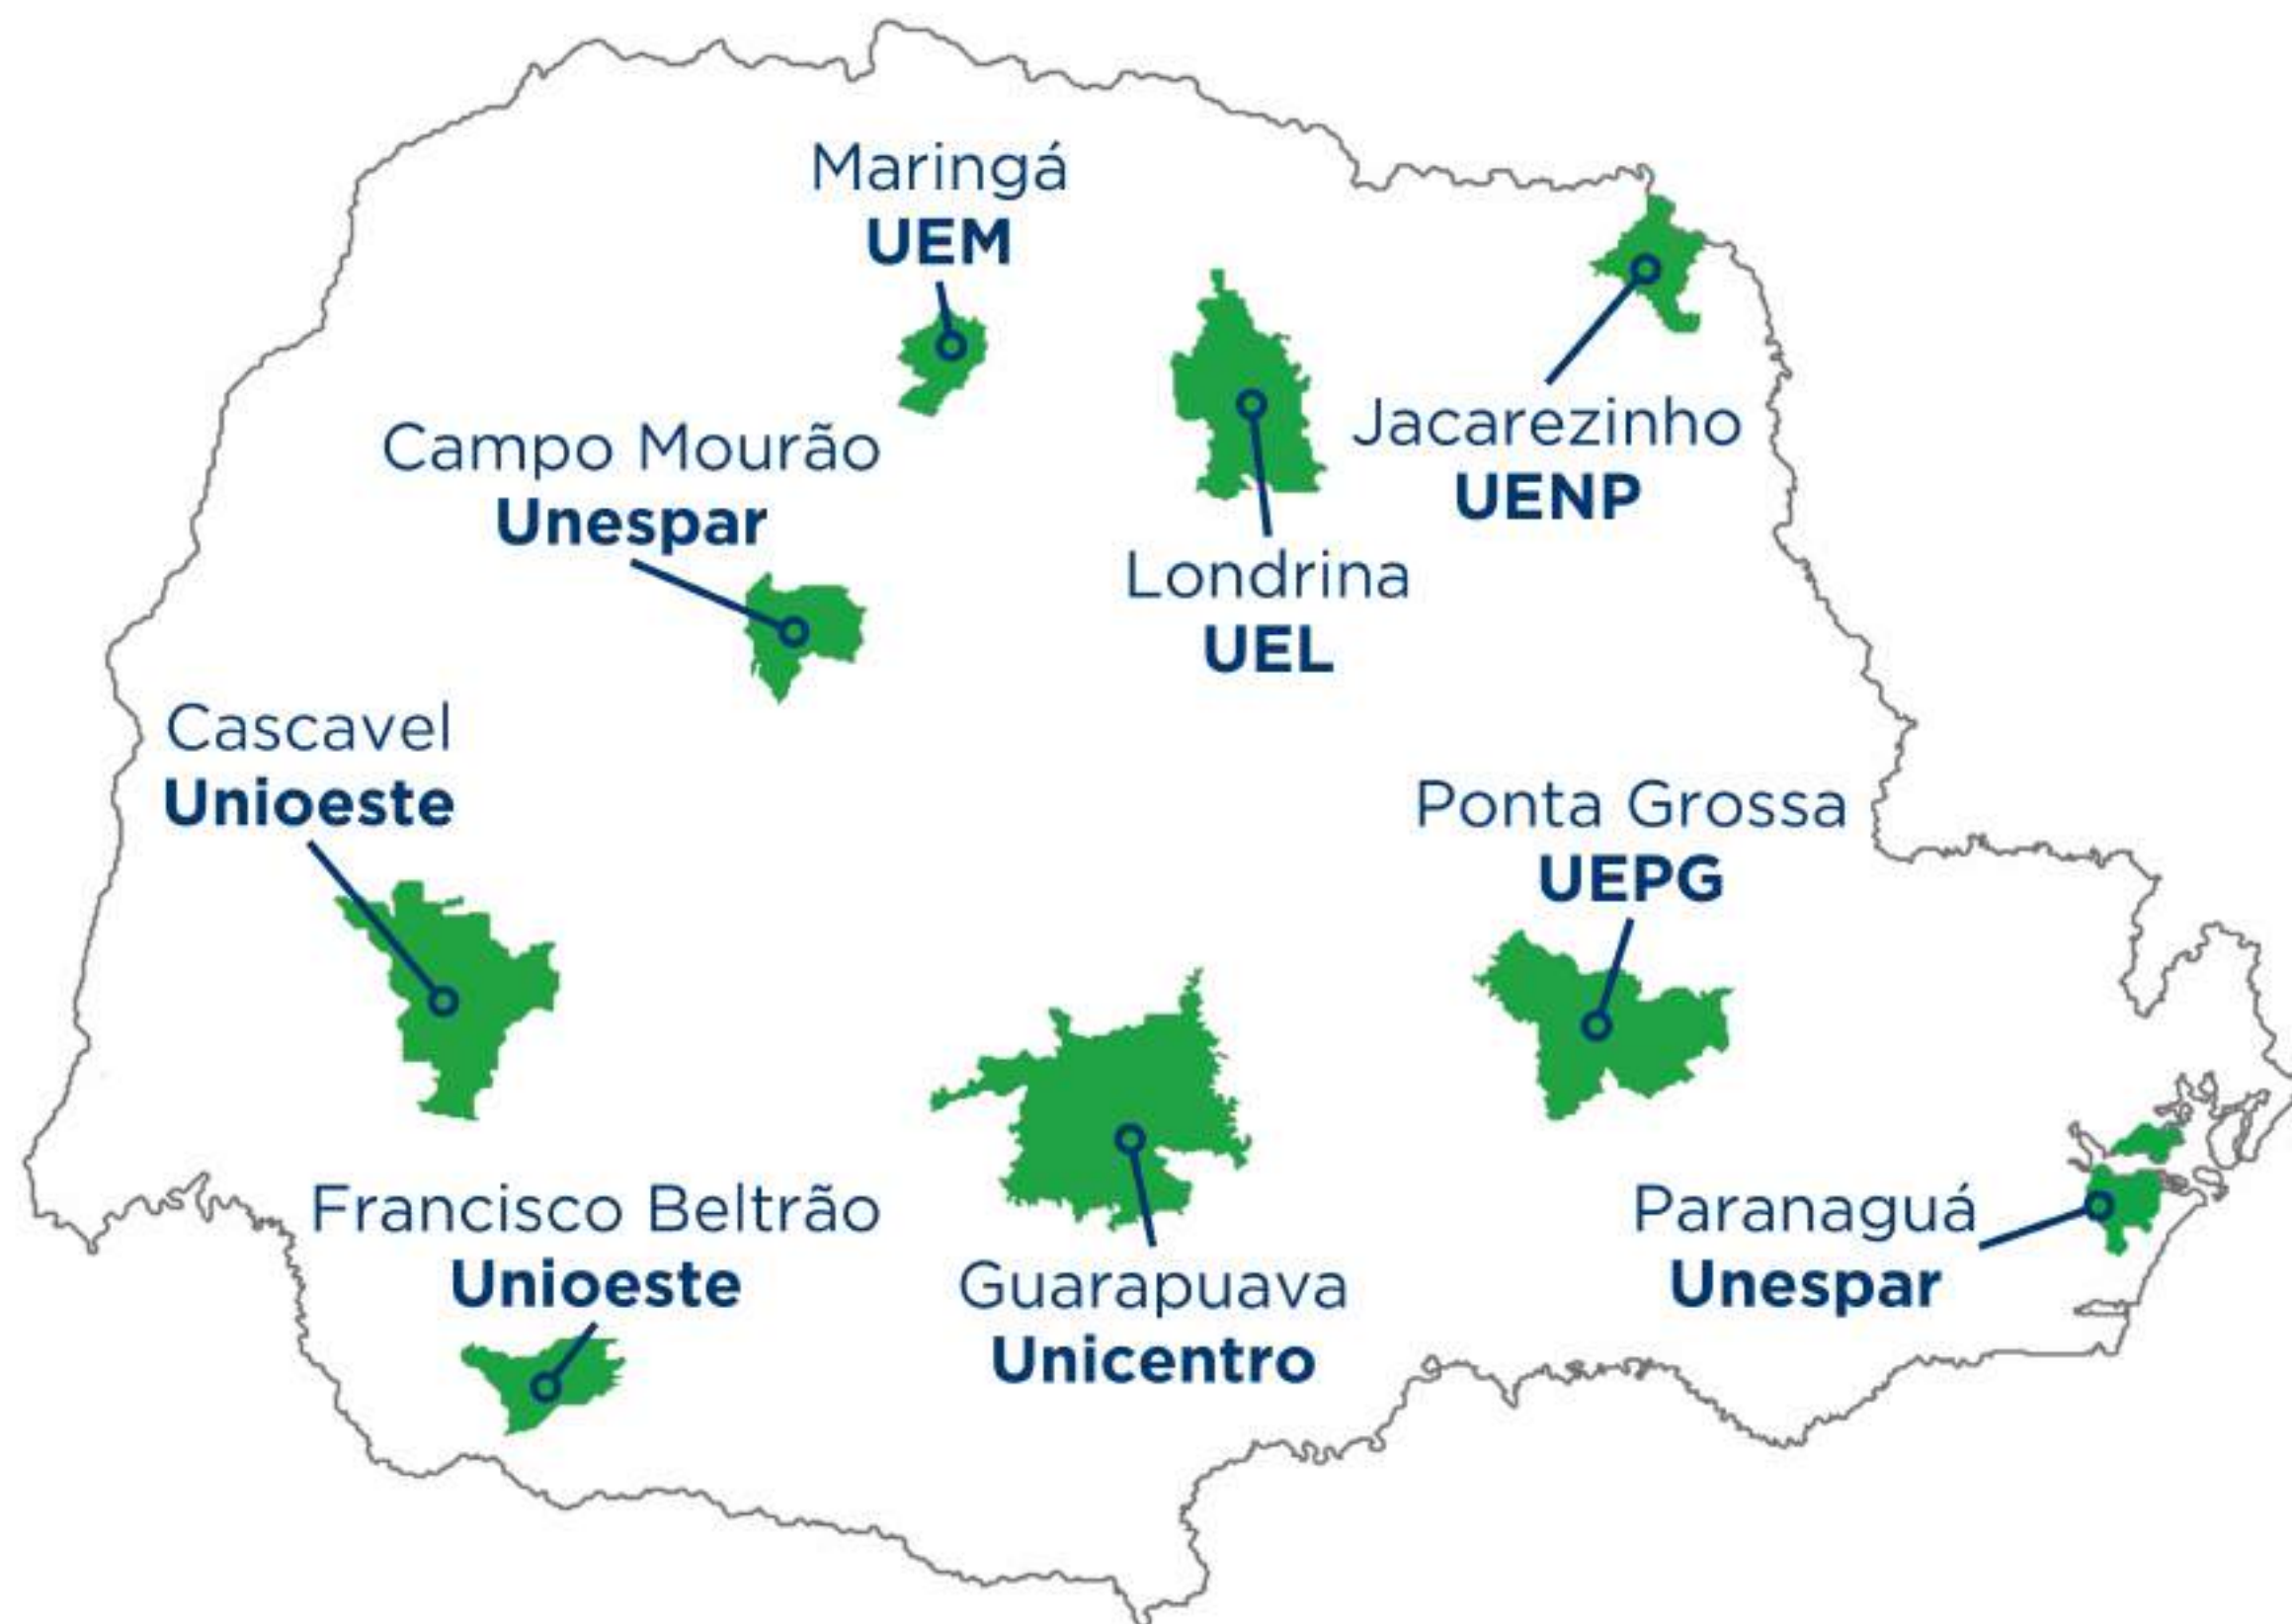 Maringá
UEM
Campo Mourão
Unespar
Jacarezinho
UENP
Londrina
UEL
Cascavel
Unioeste
Ponta Grossa
UEPG
Francisco Beltrão
Unioeste
Guarapuava
Unicentro
Paranaguá
Unespar